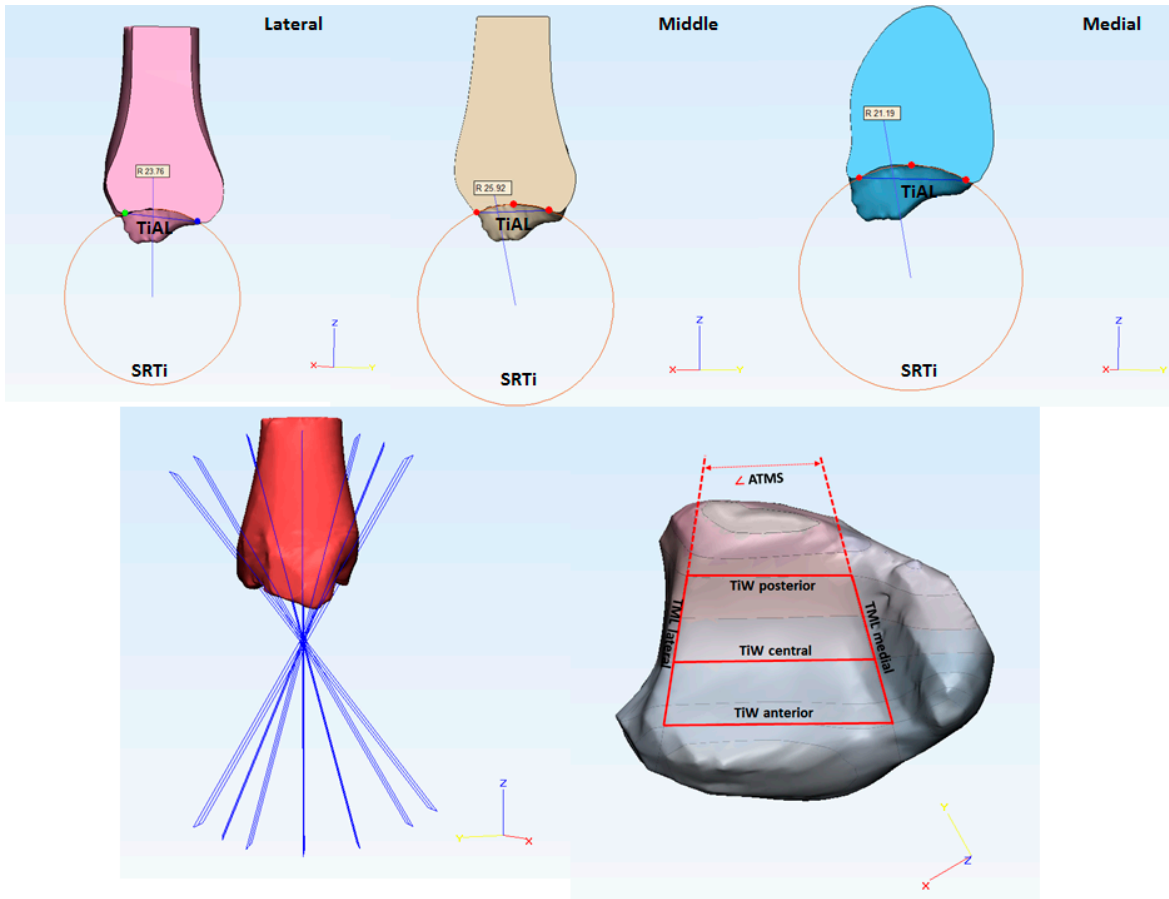 Lateral
Middle
Medial
R 23.76
R 25.92
R 21.19
TiAL
TiAL
TiAL
SRTi
SRTi
SRTi
Z
X
Y
Z
X
Y
Z
X
Y
∠ ATMS
TiW posterior
TML lateral
TML medial
TiW central
TiW anterior
Z
Y
X
Y
Z
X